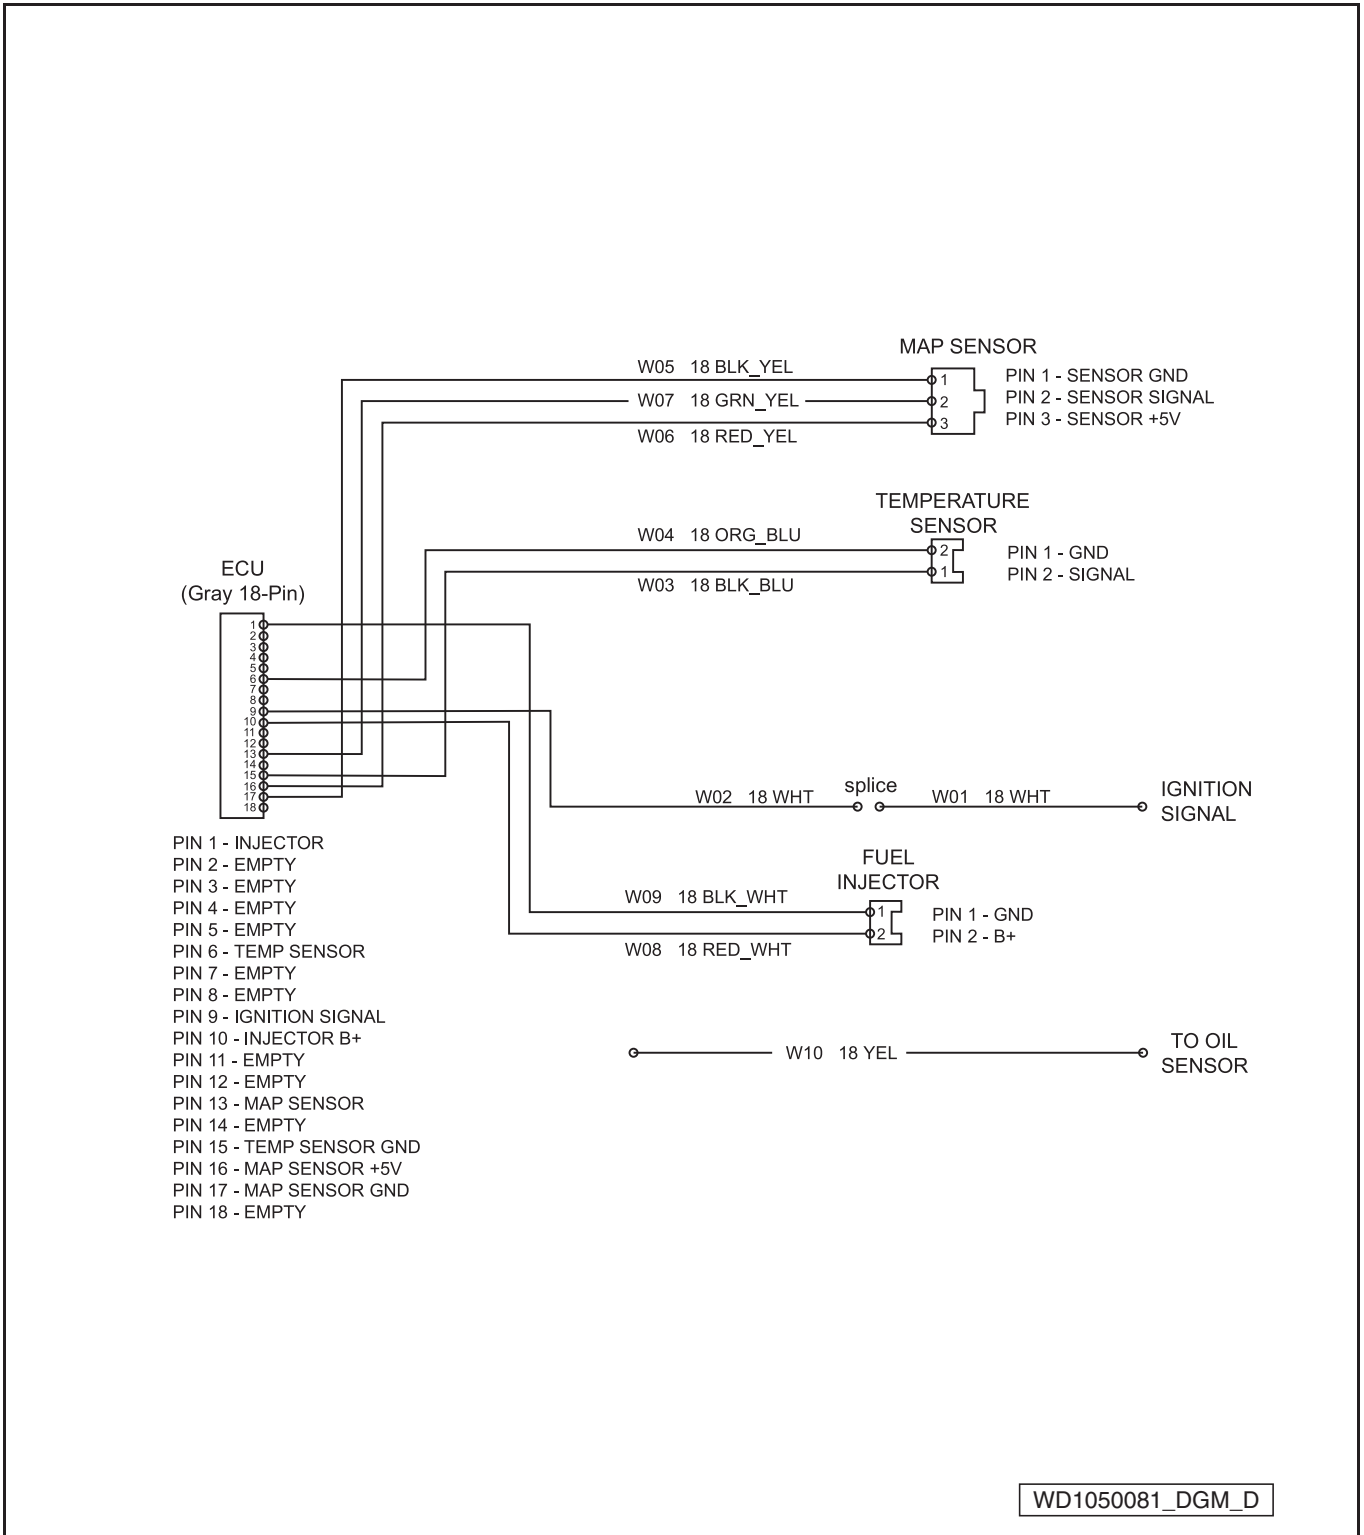 MAP SENSOR
W05 18 BLK_YEL
1
PIN 1 - SENSOR GND
W07 18 GRN_YEL
2
PIN 2 - SENSOR SIGNAL
3
PIN 3 - SENSOR +5V
W06 18 RED_YEL
TEMPERATURE
SENSOR
W04 18 ORG_BLU
2
PIN 1 - GND
1
PIN 2 - SIGNAL
W03 18 BLK_BLU
ECU
(Gray 18-Pin)
1
2
3
4
5
6
7
8
9
10
11
12
13
14
15
16
17
18
splice
W02 18 WHT
W01 18 WHT
IGNITION
SIGNAL
PIN 1 - INJECTOR
PIN 2 - EMPTY
PIN 3 - EMPTY
PIN 4 - EMPTY
PIN 5 - EMPTY
PIN 6 - TEMP SENSOR
PIN 7 - EMPTY
PIN 8 - EMPTY
PIN 9 - IGNITION SIGNAL
PIN 10 - INJECTOR B+
PIN 11 - EMPTY
PIN 12 - EMPTY
PIN 13 - MAP SENSOR
PIN 14 - EMPTY
PIN 15 - TEMP SENSOR GND
PIN 16 - MAP SENSOR +5V
PIN 17 - MAP SENSOR GND
PIN 18 - EMPTY
FUEL
INJECTOR
W09 18 BLK_WHT
1
PIN 1 - GND
2
PIN 2 - B+
W08 18 RED_WHT
W10 18 YEL
TO OIL
SENSOR
WD1050081_DGM_D